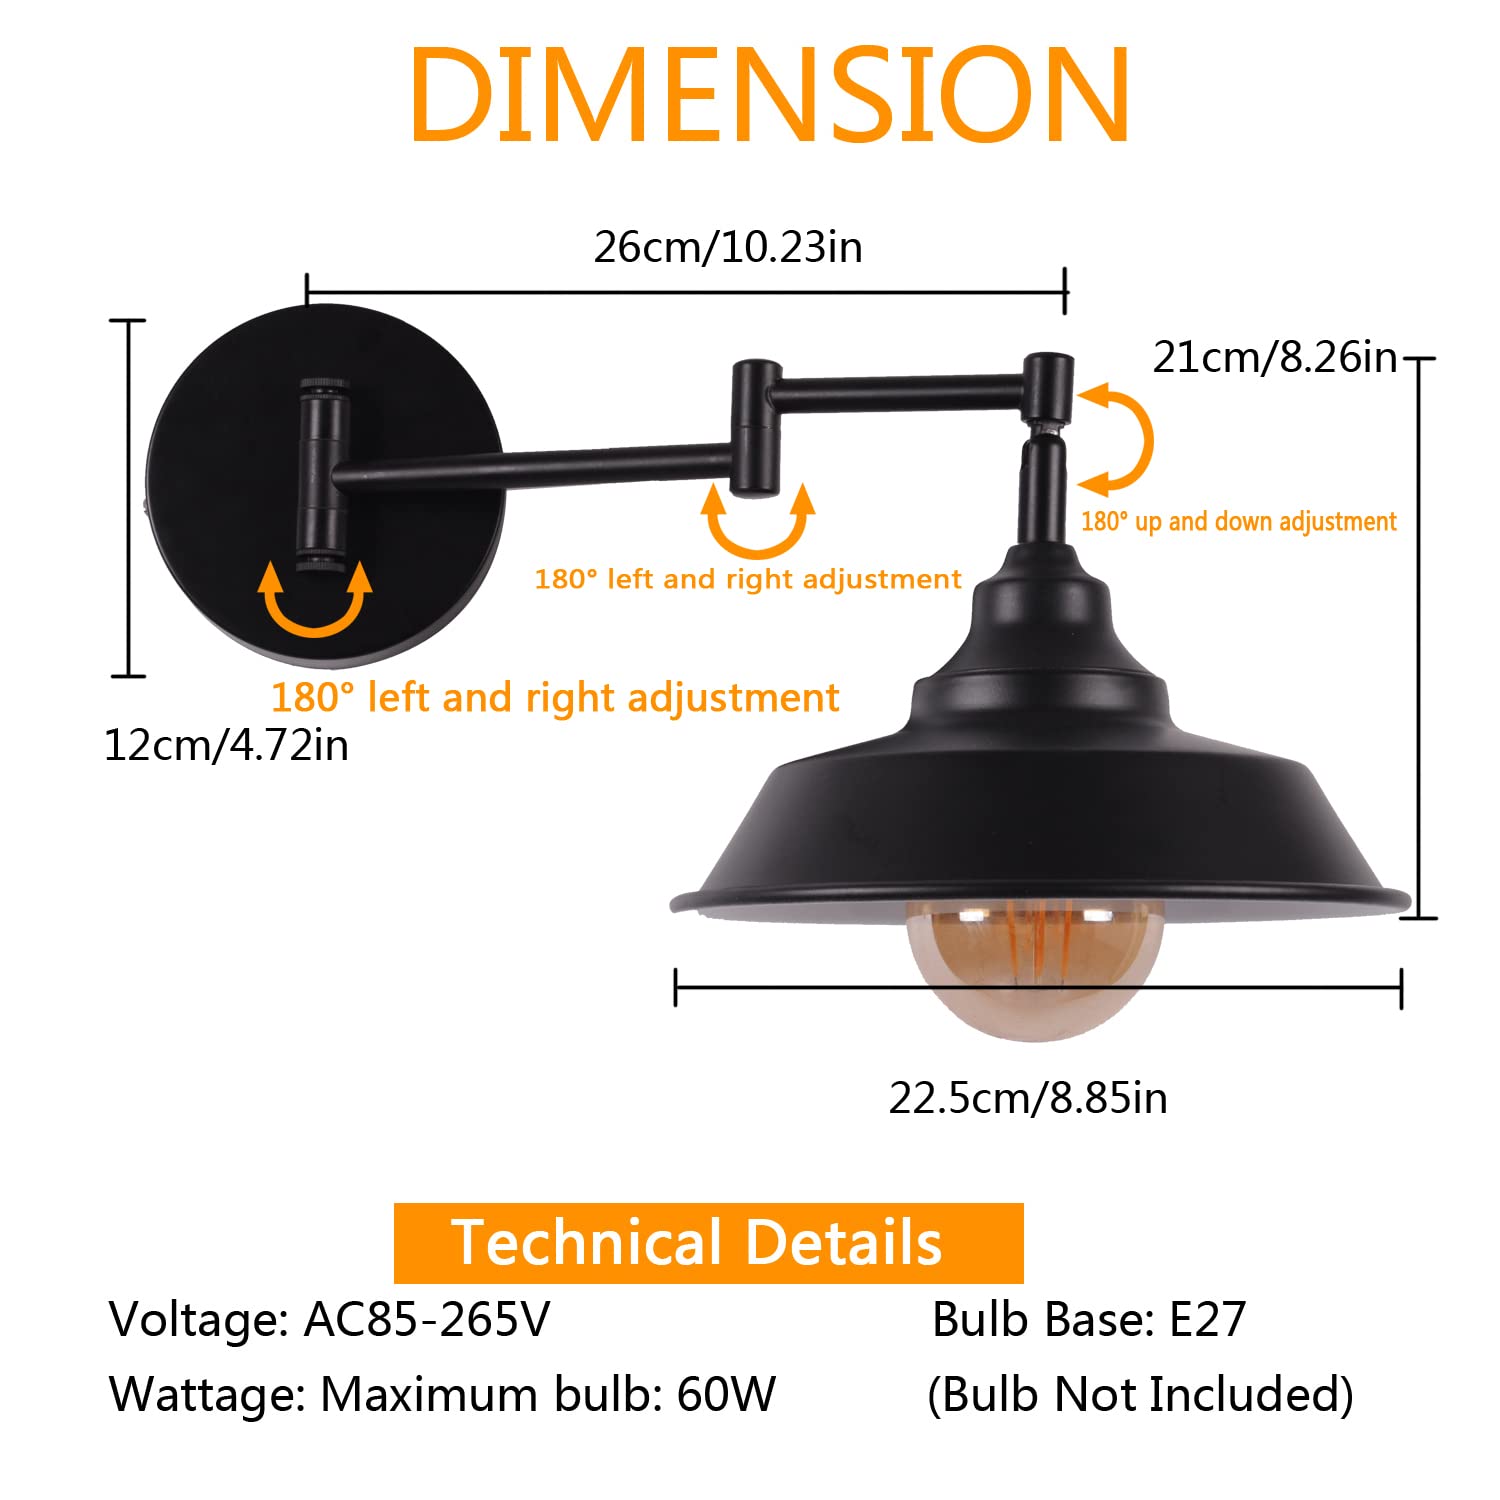 DIMENSION
26cm/10.23in
21cm/8.26in
180° up and down adjustment
180° left and right adjustment
180° left and right adjustment
12cm/4.72in
22.5cm/8.85in
Technical Details
Voltage: AC85-265V
Bulb Base: E27
Wattage: Maximum bulb: 60W
(Bulb Not Included)